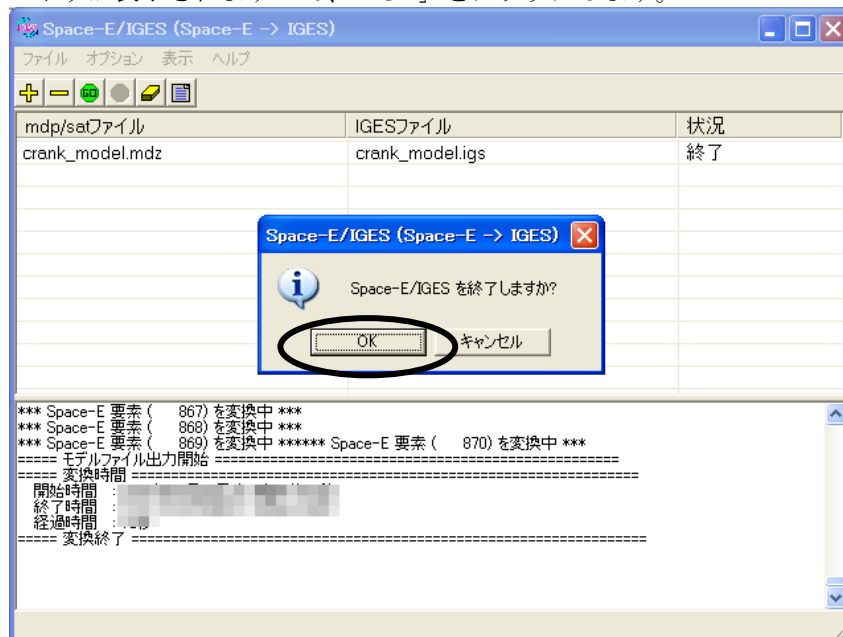 Space-E/IGES (Space-E -> IGES)
ファイル オプション 表示 ヘルプ
GO
mdp/satファイル IGESファイル 状況
crank_model.mdz crank_model.igs 終了
Space-E/IGES (Space-E -> IGES)
Space-E/IGES を終了しますか?
OK キャンセル
*** Space-E 要素 ( 867) を変換中 ***
*** Space-E 要素 ( 868) を変換中 ***
*** Space-E 要素 ( 869) を変換中 ****** Space-E 要素 ( 870) を変換中 ***
===== モデルファイル出力開始 ===================================================
===== 変換時間 ================================================================
開始時間 :
終了時間 :
経過時間 :
===== 変換終了 =================================================================